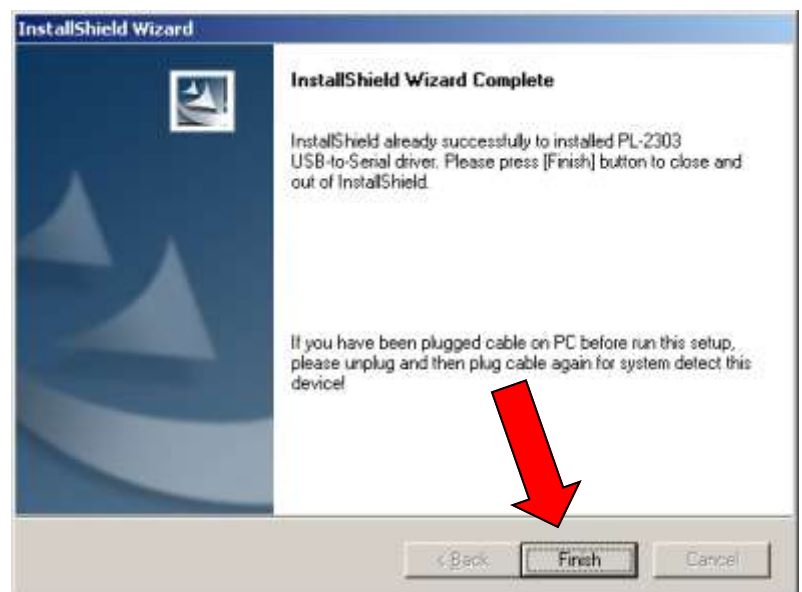 InstallShield Wizard
InstallShield Wizard Complete
InstallShield already successfully to installed PL-2303
USB-to-Serial driver. Please press [Finish] button to close and
out of InstallShield.
If you have been plugged cable on PC before run this setup,
please unplug and then plug cable again for system detect this
device!
< Back
Finish
Cancel